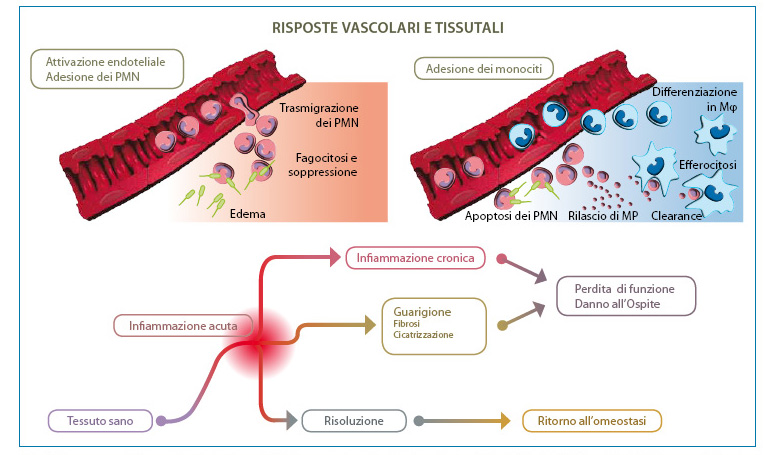 RISPOSTE VASCOLARI E TISSUTALI
Attivazione endoteliale
Adesione dei PMN
Trasmigrazione
dei PMN
Fagocitosi e
soppressione
Edema
Adesione dei monociti
Differenziazione
in Mφ
Efferocitosi
Apoptosi dei PMN
Rilascio di MP
Clearance
Infiammazione cronica
Perdita di funzione
Danno all'Ospite
Guarigione
Fibrosi
Cicatrizzazione
Infiammazione acuta
Tessuto sano
Risoluzione
Ritorno all'omeostasi